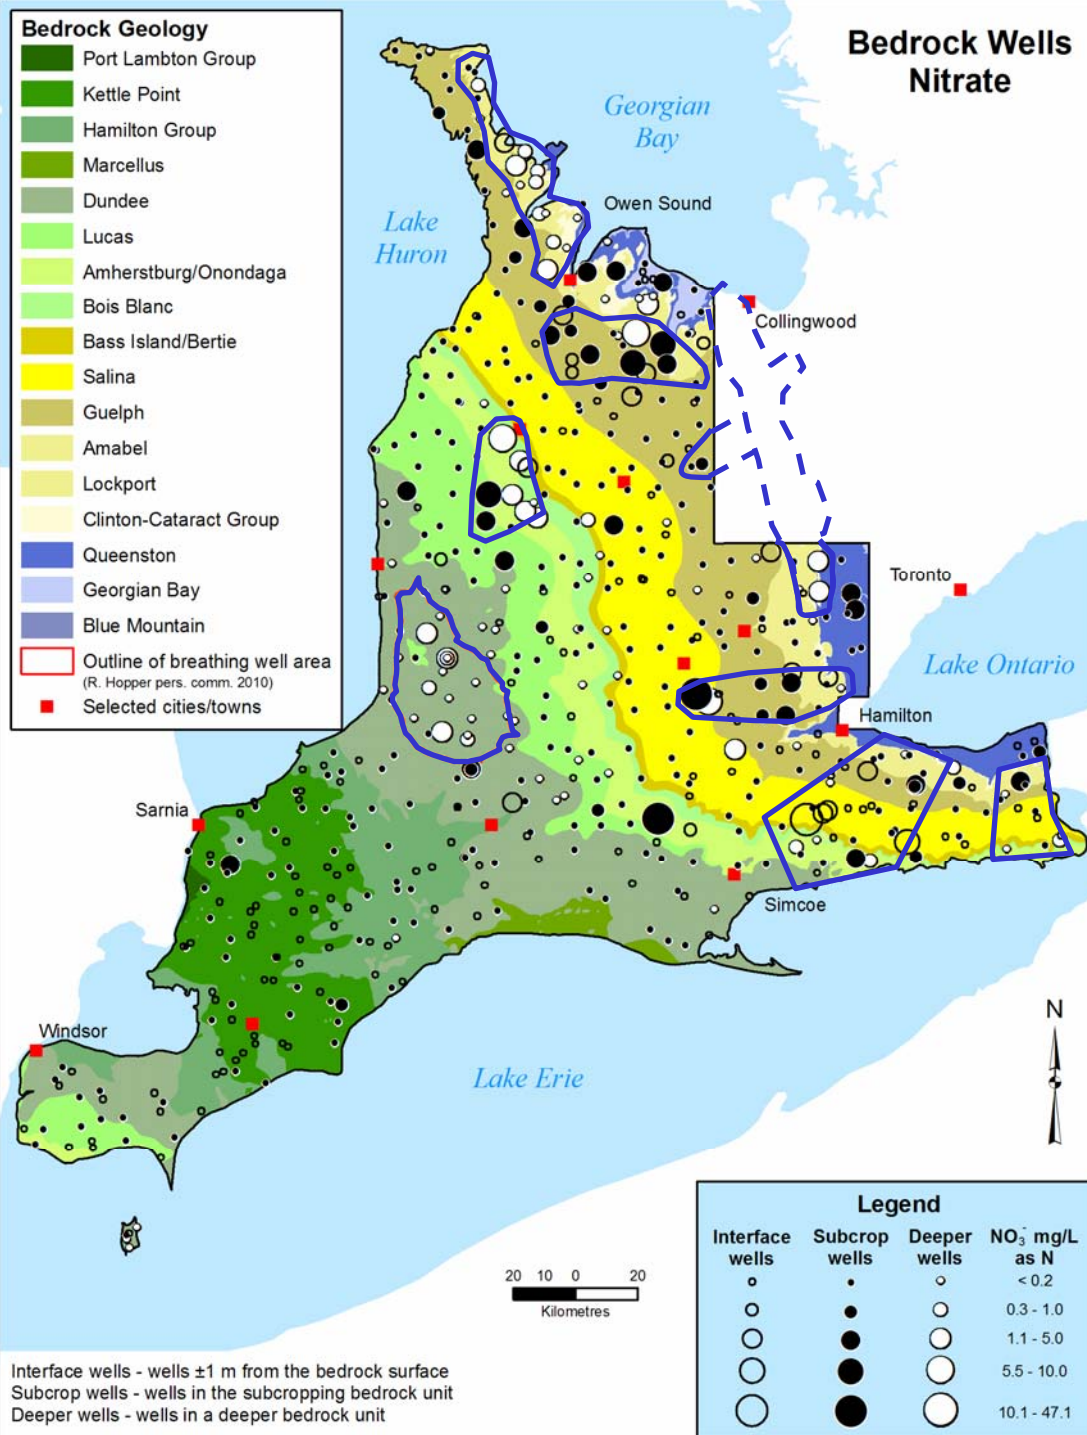 Bedrock Geology
Port Lambton Group
Kettle Point
Hamilton Group
Marcellus
Dundee
Lucas
Amherstburg/Onondaga
Bois Blanc
Bass Island/Bertie
Salina
Guelph
Amabel
Lockport
Clinton-Cataract Group
Queenston
Georgian Bay
Blue Mountain
Outline of breathing well area
(R. Hopper pers. comm. 2010)
Selected cities/towns
Bedrock Wells
Nitrate
Georgian
Bay
Lake
Huron
Owen Sound
Collingwood
Toronto
Lake Ontario
Hamilton
Sarnia
Simcoe
Windsor
Lake Erie
N
20 10 0 20
Kilometres
Legend
Interface wells Subcrop wells Deeper wells NO₃⁻ mg/L as N
< 0.2
0.3 - 1.0
1.1 - 5.0
5.5 - 10.0
10.1 - 47.1
Interface wells - wells ±1 m from the bedrock surface
Subcrop wells - wells in the subcropping bedrock unit
Deeper wells - wells in a deeper bedrock unit